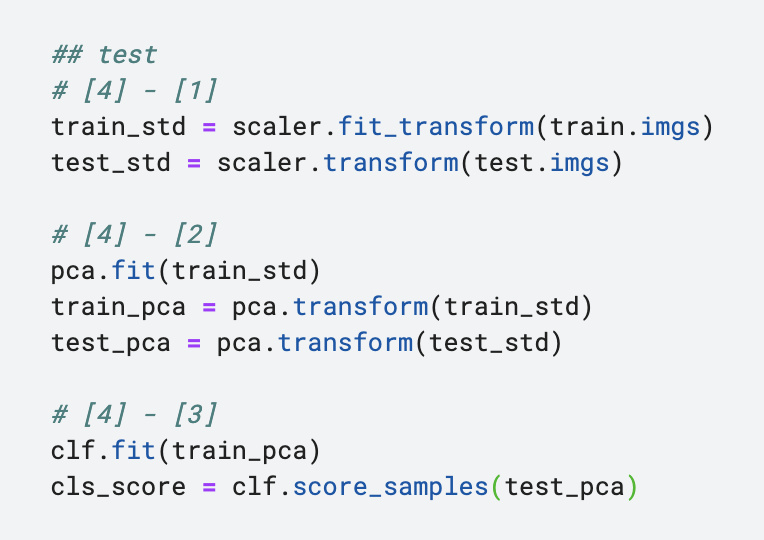 ## test
# [4] - [1]
train_std = scaler.fit_transform(train.imgs)
test_std = scaler.transform(test.imgs)
# [4] - [2]
pca.fit(train_std)
train_pca = pca.transform(train_std)
test_pca = pca.transform(test_std)
# [4] - [3]
clf.fit(train_pca)
cls_score = clf.score_samples(test_pca)